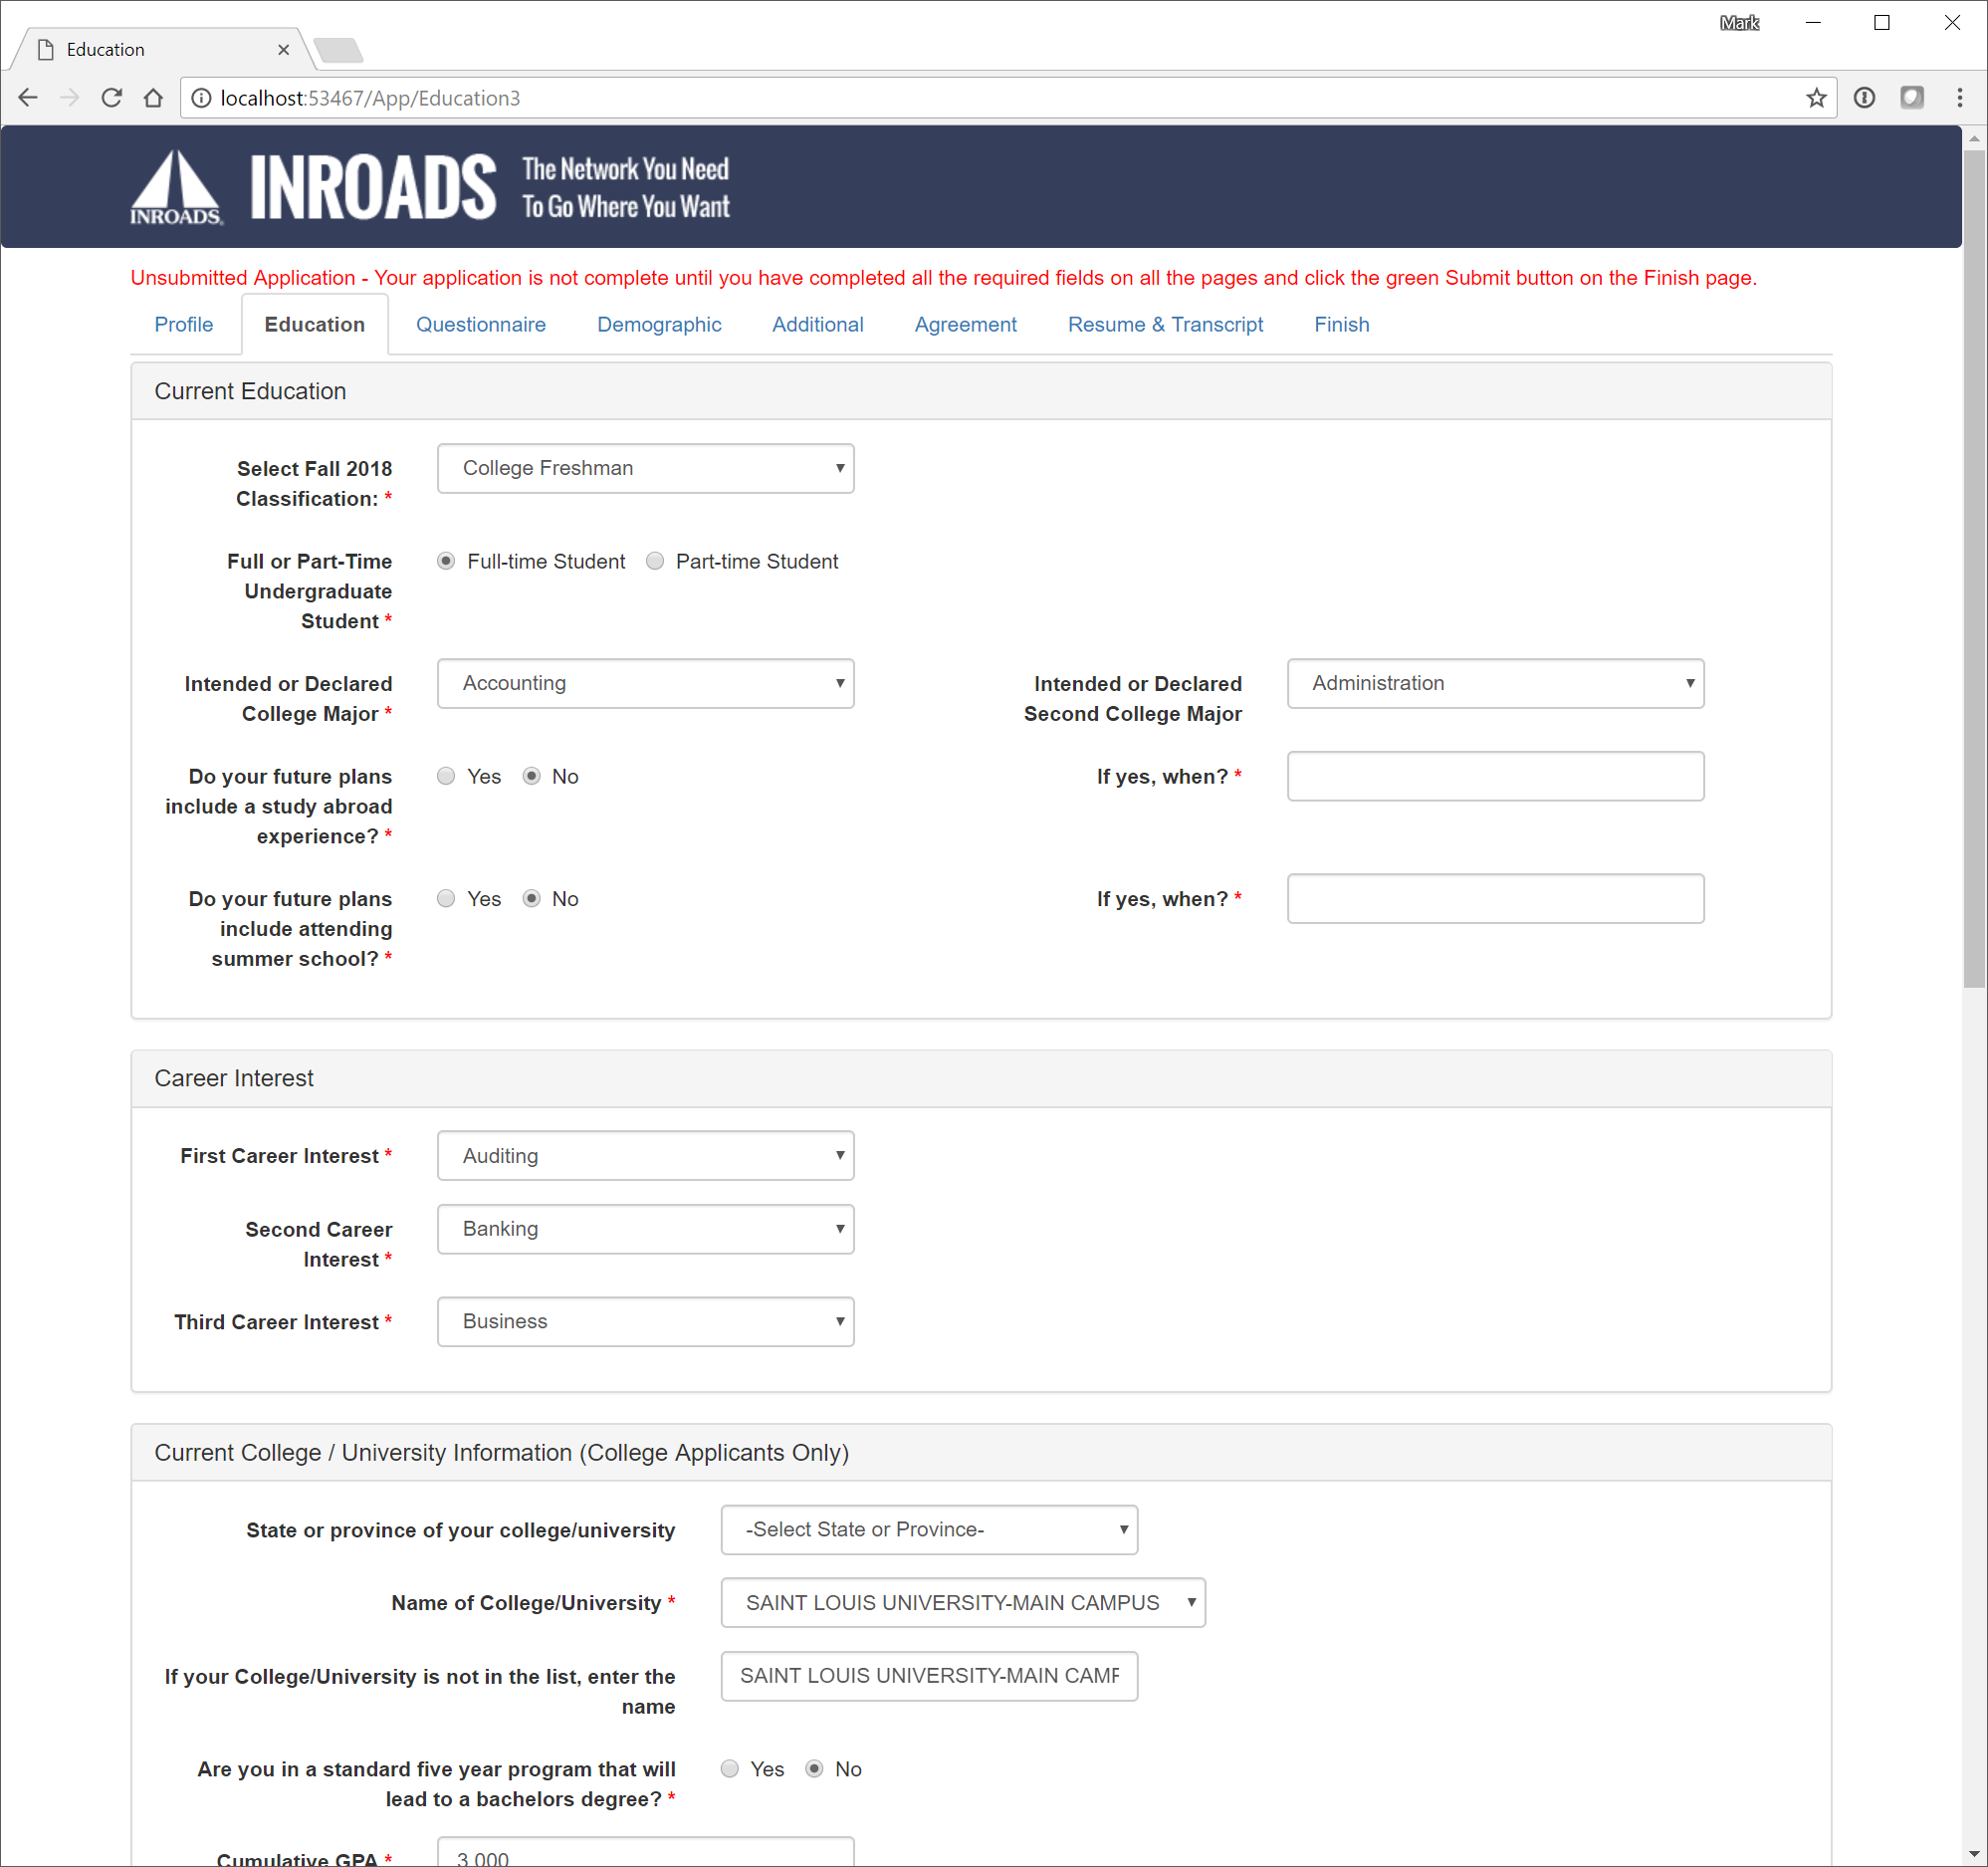 Mark
Education
localhost:53467/App/Education3
INROADS
INROADS
The Network You Need
To Go Where You Want
Unsubmitted Application - Your application is not complete until you have completed all the required fields on all the pages and click the green Submit button on the Finish page.
Profile Education Questionnaire Demographic Additional Agreement Resume & Transcript Finish
Current Education
Select Fall 2018
Classification: *
College Freshman
Full or Part-Time
Undergraduate
Student *
Full-time Student Part-time Student
Intended or Declared
College Major *
Accounting
Intended or Declared
Second College Major
Administration
Do your future plans
include a study abroad
experience? *
Yes No
If yes, when? *
Do your future plans
include attending
summer school? *
Yes No
If yes, when? *
Career Interest
First Career Interest *
Auditing
Second Career
Interest *
Banking
Third Career Interest *
Business
Current College / University Information (College Applicants Only)
State or province of your college/university
-Select State or Province-
Name of College/University *
SAINT LOUIS UNIVERSITY-MAIN CAMPUS
If your College/University is not in the list, enter the
name
SAINT LOUIS UNIVERSITY-MAIN CAMP
Are you in a standard five year program that will
lead to a bachelors degree? *
Yes No
Cumulative GPA *
3.000